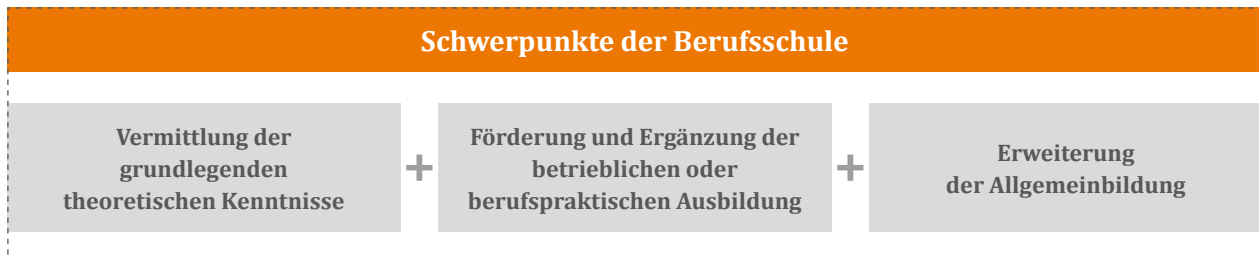 Schwerpunkte der Berufsschule
Vermittlung der
grundlegenden
theoretischen Kenntnisse
+
Förderung und Ergänzung der
betrieblichen oder
berufspraktischen Ausbildung
+
Erweiterung
der Allgemeinbildung